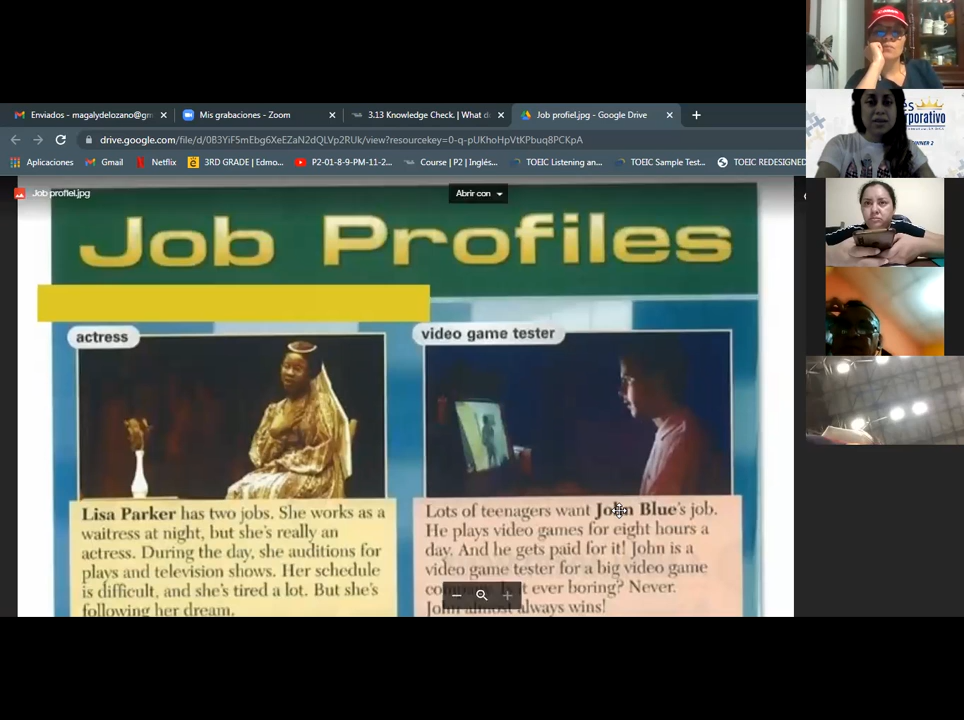 Enviados - magalydelozano@gm
Mis grabaciones - Zoom
3.13 Knowledge Check. | What d
Job profiel.jpg - Google Drive
drive.google.com/file/d/0B3YiF5mEbg6XeEZaN2dQLVp2RUk/view?resourcekey=0-q-pUKhoHpVtKPbuq8PCKpA
Aplicaciones
Gmail
Netflix
3RD GRADE | Edmo...
P2-01-8-9-PM-11-2...
Course | P2 | Inglés...
TOEIC Listening an...
TOEIC Sample Test...
TOEIC REDESIGNED
Job profiel.jpg
Abrir con
Job Profiles
actress
Lisa Parker has two jobs. She works as a
waitress at night, but she's really an
actress. During the day, she auditions for
plays and television shows. Her schedule
is difficult, and she's tired a lot. But she's
following her dream.
video game tester
Lots of teenagers want John Blue's job.
He plays video games for eight hours a
day. And he gets paid for it! John is a
video game tester for a big video game
ever boring? Never.
John almost always wins!